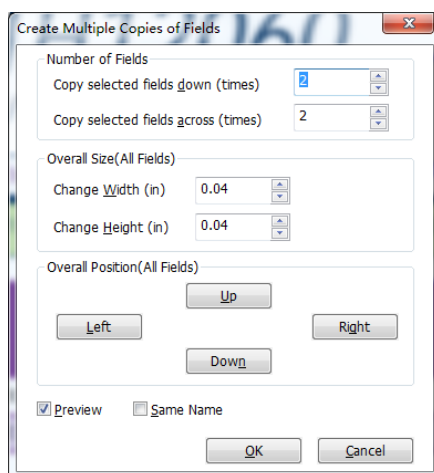 Create Multiple Copies of Fields
Number of Fields
Copy selected fields down (times)
2
Copy selected fields across (times)
2
Overall Size(All Fields)
Change Width (in)
0.04
Change Height (in)
0.04
Overall Position(All Fields)
Up
Left
Right
Down
Preview
Same Name
OK
Cancel